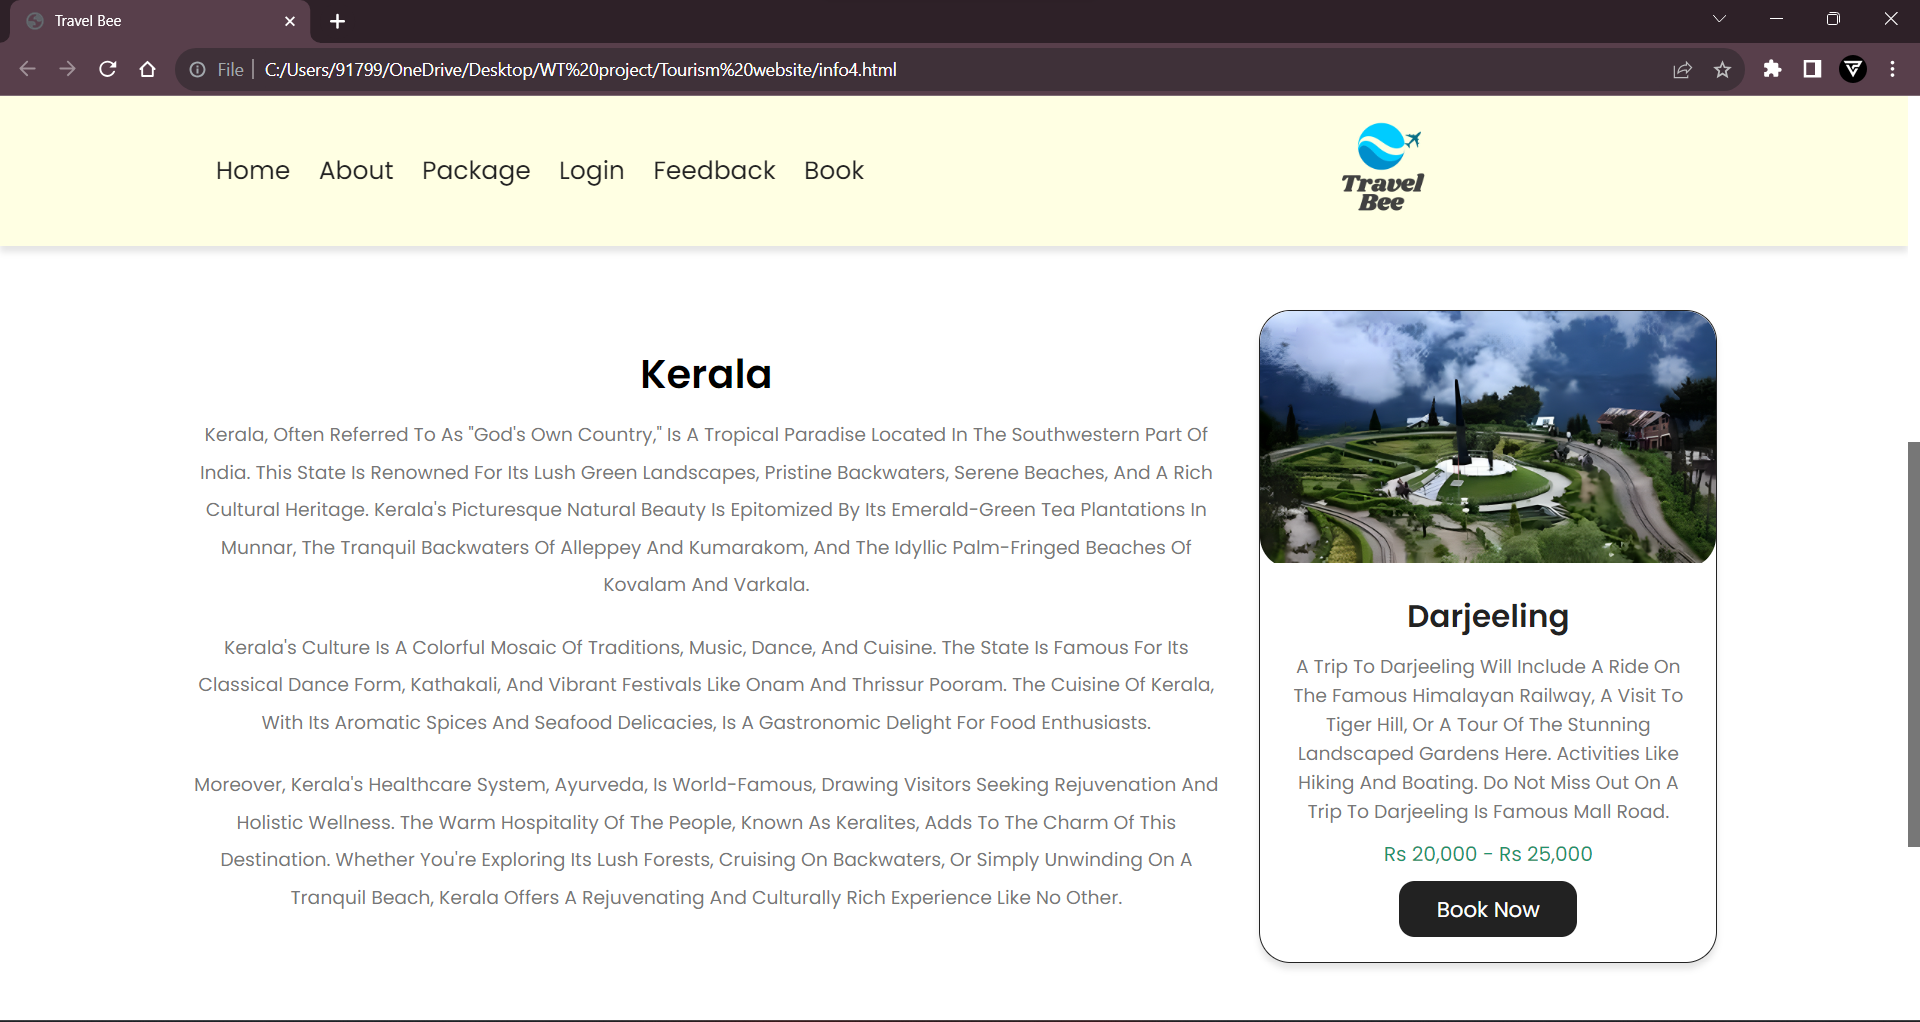 Travel Bee
File
C:/Users/91799/OneDrive/Desktop/WT%20project/Tourism%20website/info4.html
Home About Package Login Feedback Book
Travel
Bee
Kerala
Kerala, Often Referred To As "God's Own Country," Is A Tropical Paradise Located In The Southwestern Part Of
India. This State Is Renowned For Its Lush Green Landscapes, Pristine Backwaters, Serene Beaches, And A Rich
Cultural Heritage. Kerala's Picturesque Natural Beauty Is Epitomized By Its Emerald-Green Tea Plantations In
Munnar, The Tranquil Backwaters Of Alleppey And Kumarakom, And The Idyllic Palm-Fringed Beaches Of
Kovalam And Varkala.
Kerala's Culture Is A Colorful Mosaic Of Traditions, Music, Dance, And Cuisine. The State Is Famous For Its
Classical Dance Form, Kathakali, And Vibrant Festivals Like Onam And Thrissur Pooram. The Cuisine Of Kerala,
With Its Aromatic Spices And Seafood Delicacies, Is A Gastronomic Delight For Food Enthusiasts.
Moreover, Kerala's Healthcare System, Ayurveda, Is World-Famous, Drawing Visitors Seeking Rejuvenation And
Holistic Wellness. The Warm Hospitality Of The People, Known As Keralites, Adds To The Charm Of This
Destination. Whether You're Exploring Its Lush Forests, Cruising On Backwaters, Or Simply Unwinding On A
Tranquil Beach, Kerala Offers A Rejuvenating And Culturally Rich Experience Like No Other.
Darjeeling
A Trip To Darjeeling Will Include A Ride On
The Famous Himalayan Railway, A Visit To
Tiger Hill, Or A Tour Of The Stunning
Landscaped Gardens Here. Activities Like
Hiking And Boating. Do Not Miss Out On A
Trip To Darjeeling Is Famous Mall Road.
Rs 20,000 - Rs 25,000
Book Now